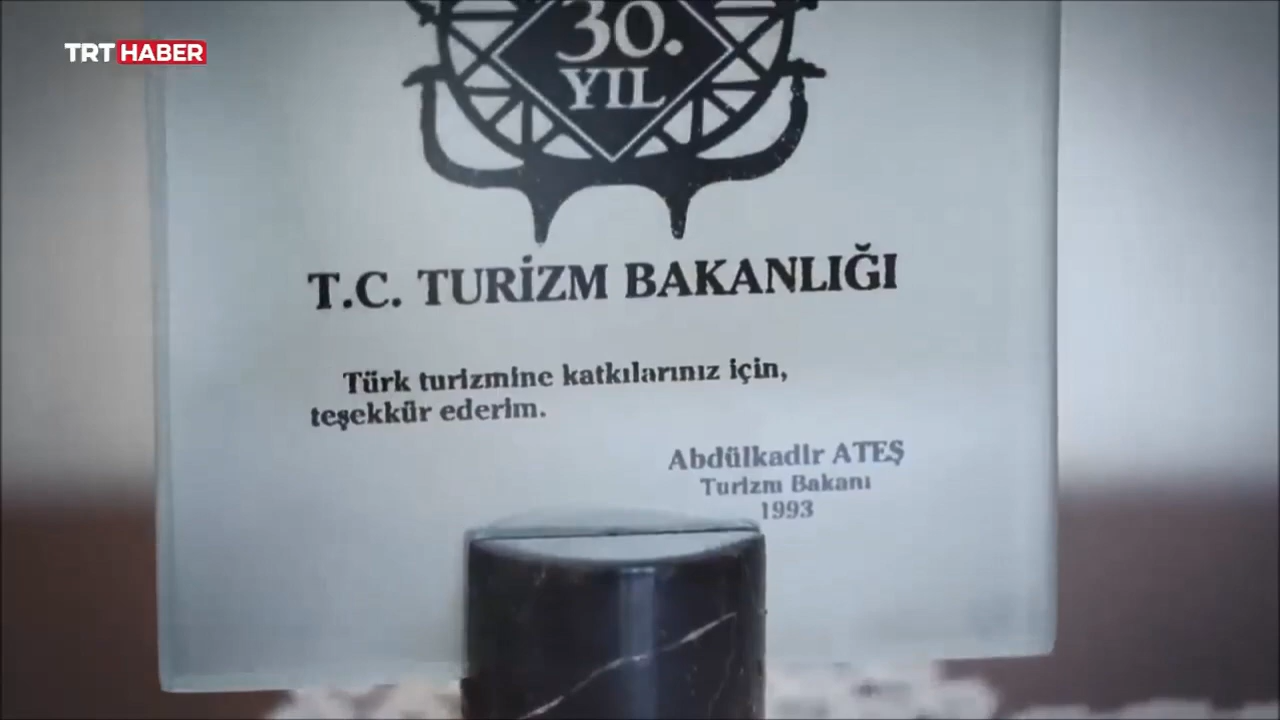 TRT HABER
30.
YIL
T.C. TURİZM BAKANLIĞI
Türk turizmine katkılarınız için,
teşekkür ederim.
Abdülkadir ATEŞ
Turizm Bakanı
1993